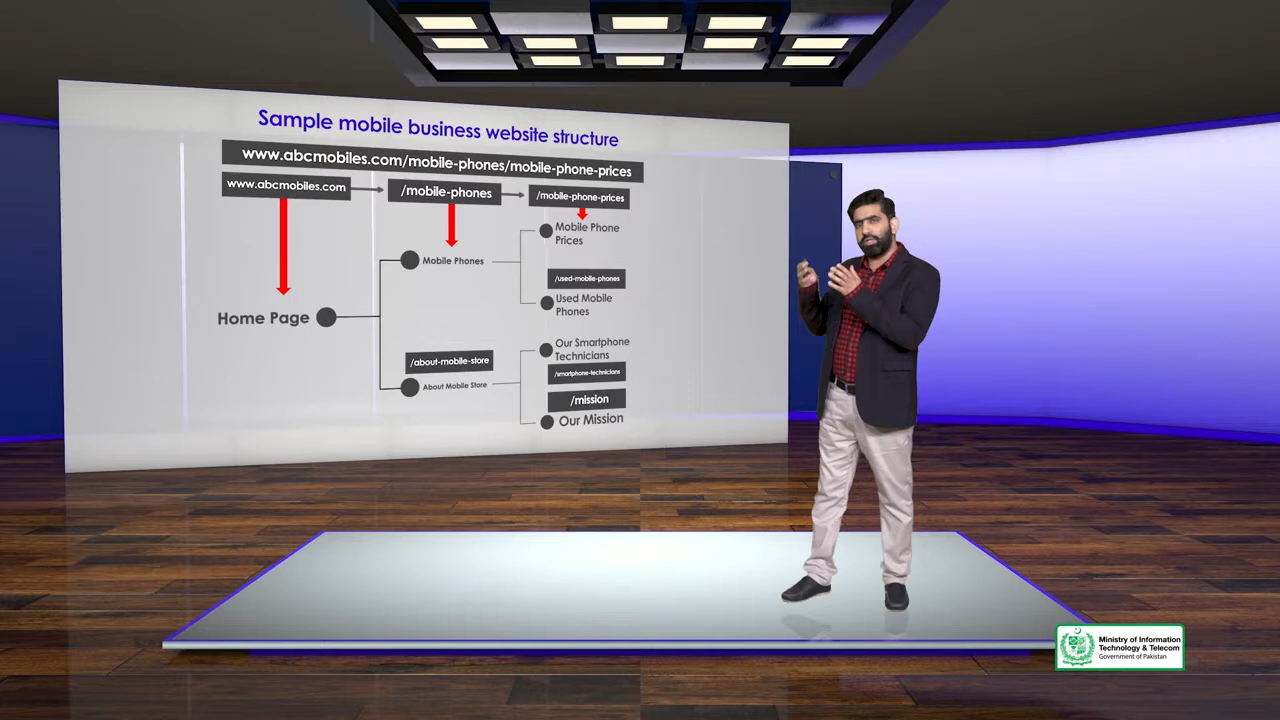 Sample mobile business website structure
www.abcmobiles.com/mobile-phones/mobile-phone-prices
www.abcmobiles.com
/mobile-phones
/mobile-phone-prices
Mobile Phone
Prices
Mobile Phones
/used-mobile-phones
Used Mobile
Phones
Home Page
Our Smartphone
Technicians
/about-mobile-store
/smartphone-technicians
About Mobile Store
/mission
Our Mission
Ministry of Information
Technology & Telecom
Government of Pakistan